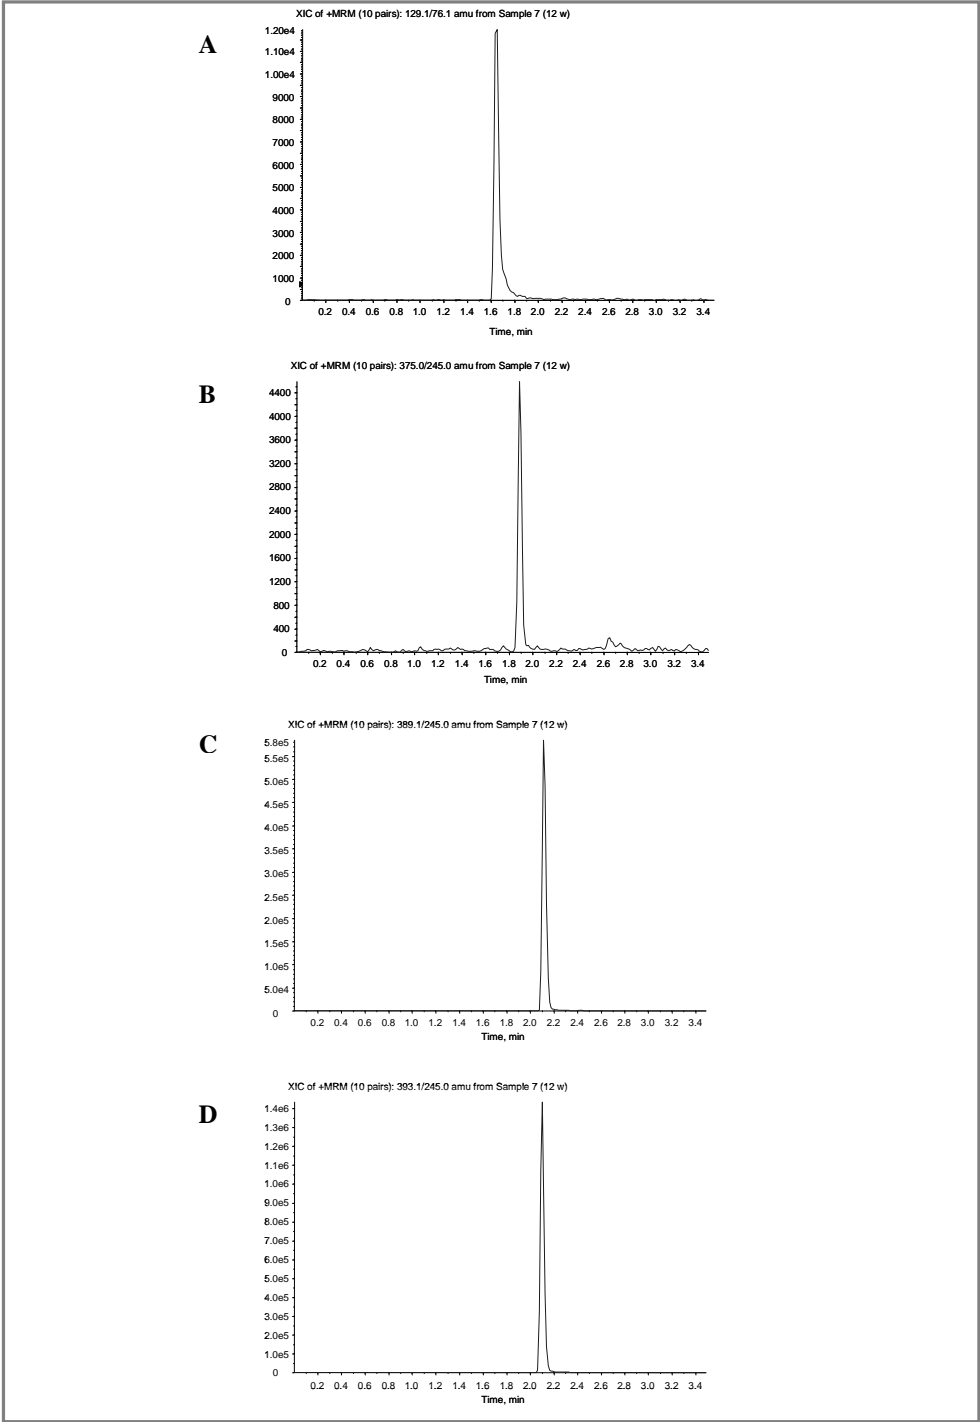 XIC of +MRM (10 pairs): 129.1/76.1 amu from Sample 7 (12 w)
A
1.20e4
1.10e4
1.00e4
9000
8000
7000
6000
5000
4000
3000
2000
1000
0
0.2 0.4 0.6 0.8 1.0 1.2 1.4 1.6 1.8 2.0 2.2 2.4 2.6 2.8 3.0 3.2 3.4
Time, min
XIC of +MRM (10 pairs): 375.0/245.0 amu from Sample 7 (12 w)
B
4400
4000
3600
3200
2800
2400
2000
1600
1200
800
400
0
0.2 0.4 0.6 0.8 1.0 1.2 1.4 1.6 1.8 2.0 2.2 2.4 2.6 2.8 3.0 3.2 3.4
Time, min
XIC of +MRM (10 pairs): 389.1/245.0 amu from Sample 7 (12 w)
C
5.8e5
5.5e5
5.0e5
4.5e5
4.0e5
3.5e5
3.0e5
2.5e5
2.0e5
1.5e5
1.0e5
5.0e4
0
0.2 0.4 0.6 0.8 1.0 1.2 1.4 1.6 1.8 2.0 2.2 2.4 2.6 2.8 3.0 3.2 3.4
Time, min
XIC of +MRM (10 pairs): 393.1/245.0 amu from Sample 7 (12 w)
D
1.4e6
1.3e6
1.2e6
1.1e6
1.0e6
9.0e5
8.0e5
7.0e5
6.0e5
5.0e5
4.0e5
3.0e5
2.0e5
1.0e5
0
0.2 0.4 0.6 0.8 1.0 1.2 1.4 1.6 1.8 2.0 2.2 2.4 2.6 2.8 3.0 3.2 3.4
Time, min